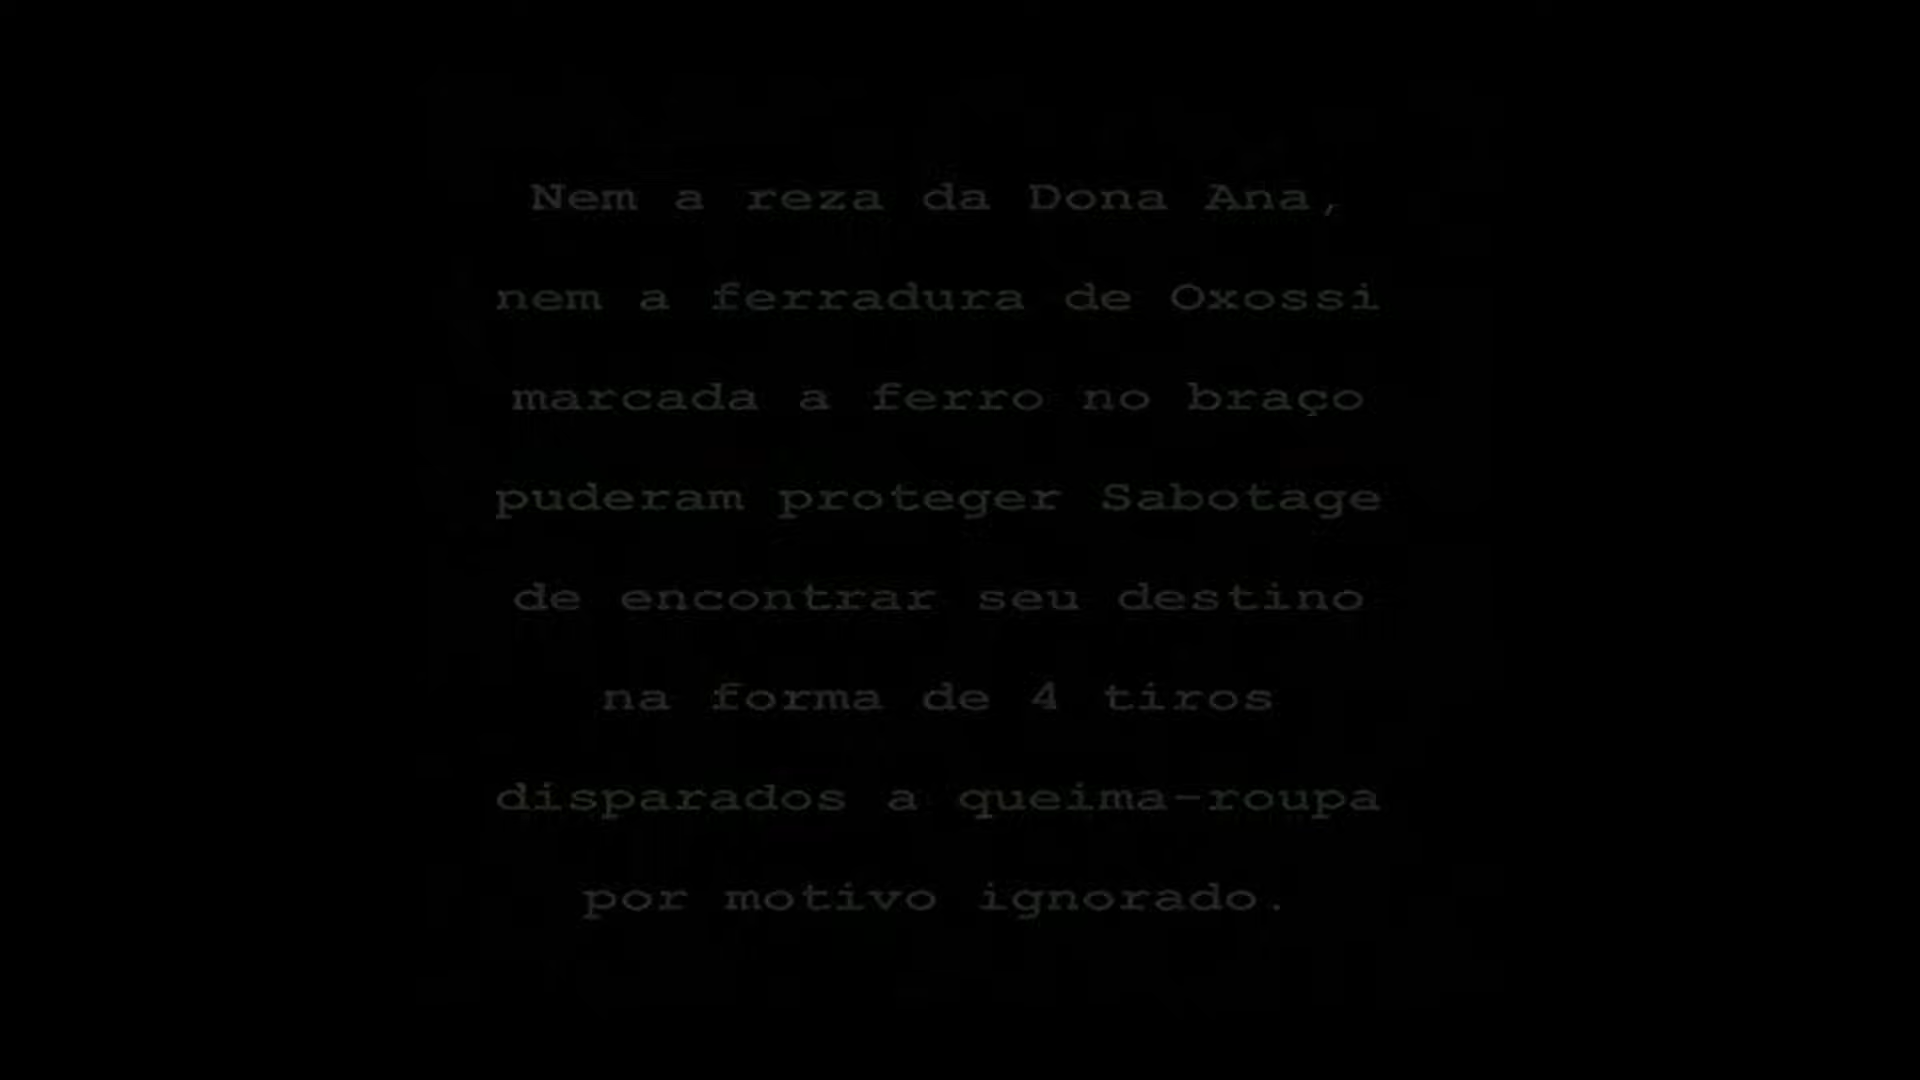 Nem a reza da Dona Ana,
nem a ferradura de Oxossi
marcada a ferro no braço
puderam proteger Sabotage
de encontrar seu destino
na forma de 4 tiros
disparados a queima-roupa
por motivo ignorado.